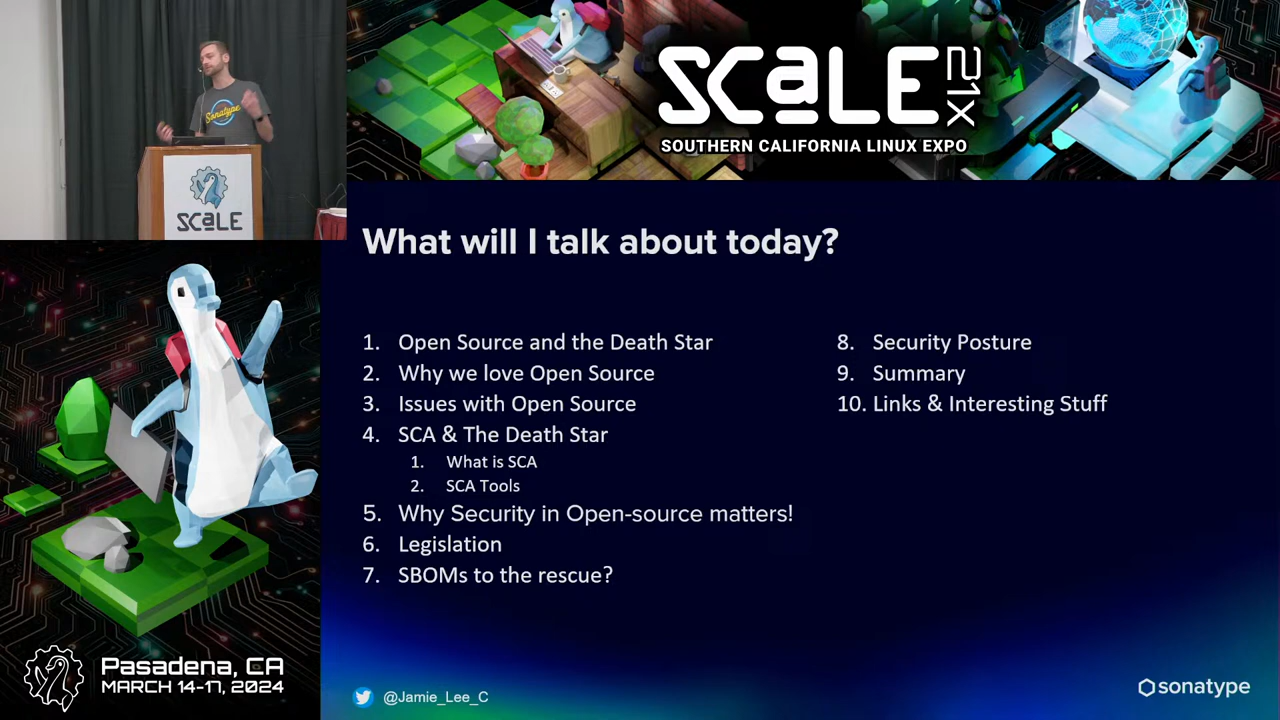 Sonatype
SCaLE
SCaLE 21X
SOUTHERN CALIFORNIA LINUX EXPO
What will I talk about today?
1. Open Source and the Death Star
2. Why we love Open Source
3. Issues with Open Source
4. SCA & The Death Star
1. What is SCA
2. SCA Tools
5. Why Security in Open-source matters!
6. Legislation
7. SBOMs to the rescue?
8. Security Posture
9. Summary
10. Links & Interesting Stuff
Pasadena, CA
MARCH 14-17, 2024
@Jamie_Lee_C
sonatype